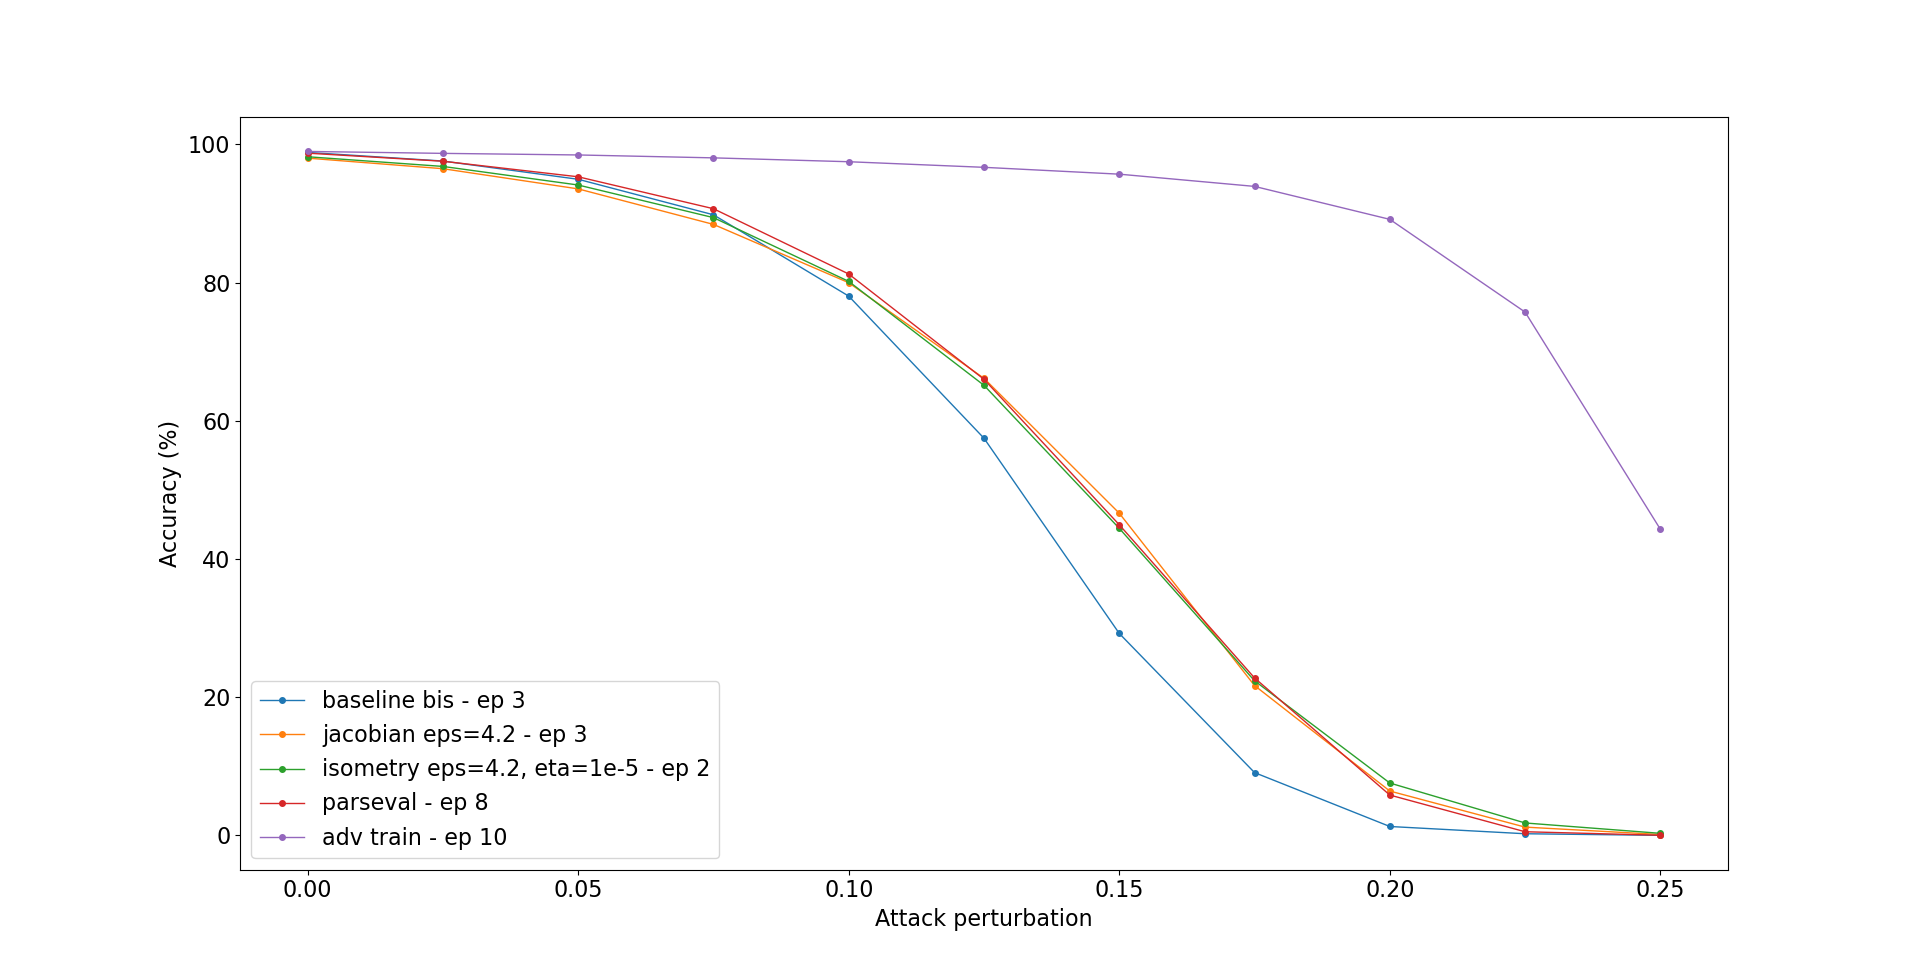 100
80
60
40
20
0
Accuracy (%)
baseline bis - ep 3
jacobian eps=4.2 - ep 3
isometry eps=4.2, eta=1e-5 - ep 2
parseval - ep 8
adv train - ep 10
0.00 0.05 0.10 0.15 0.20 0.25
Attack perturbation